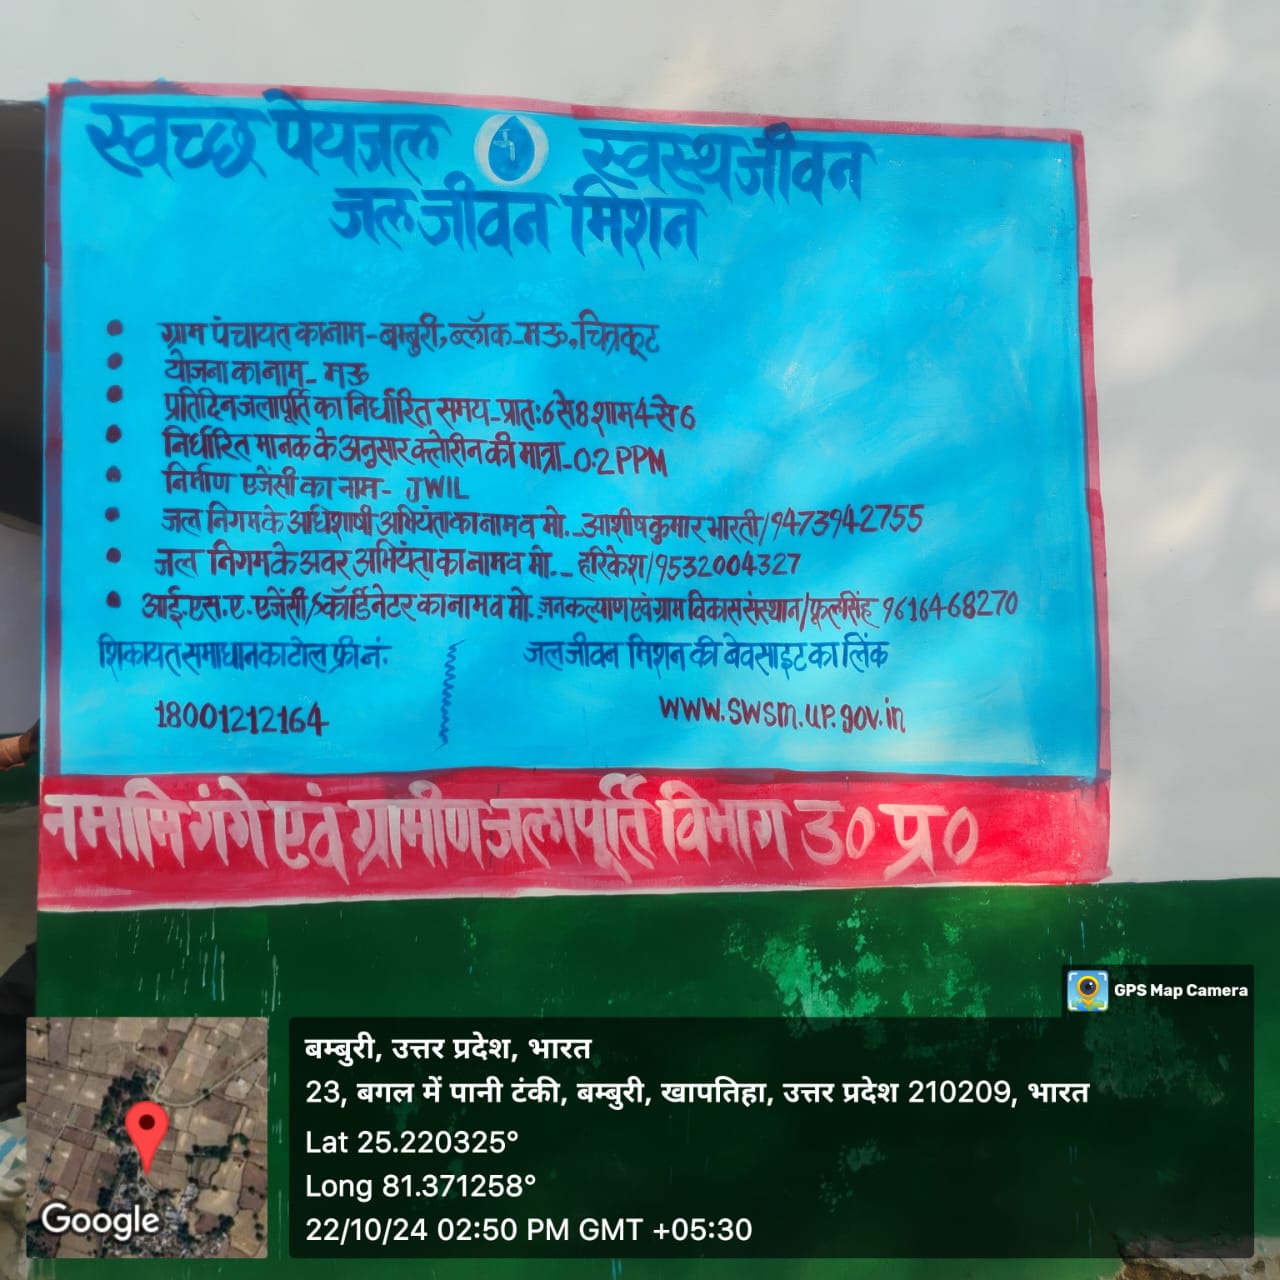 स्वच्छ पेयजल स्वस्थ जीवन
जल जीवन मिशन
ग्राम पंचायत का नाम - बम्बुरी, ब्लॉक - मऊ, चित्रकूट
योजना का नाम - मऊ
प्रतिदिन जलापूर्ति का निर्धारित समय - प्रातः 6 से 8 शाम 4 से 6
निर्धारित मानक के अनुसार क्लोरीन की मात्रा - 0.2 PPM
निर्माण एजेंसी का नाम - JWIL
जल निगम के अधिशाषी अभियंता का नाम व मो. - आशीष कुमार भारती/9473942755
जल निगम के अवर अभियंता का नाम व मो. - हरिकेश/9532004327
आई.एस.ए. एजेंसी/कॉर्डिनेटर का नाम व मो. जन कल्याण एवं ग्राम विकास संस्थान/फूलसिंह 9616468270
शिकायत समाधान का टोल फ्री नं. जल जीवन मिशन की बेवसाइट का लिंक
18001212164 www.swsm.up.gov.in
नमामि गंगे एवं ग्रामीण जलापूर्ति विभाग उ० प्र०
GPS Map Camera
बम्बुरी, उत्तर प्रदेश, भारत
23, बगल में पानी टंकी, बम्बुरी, खापतिहा, उत्तर प्रदेश 210209, भारत
Lat 25.220325°
Long 81.371258°
22/10/24 02:50 PM GMT +05:30
Google